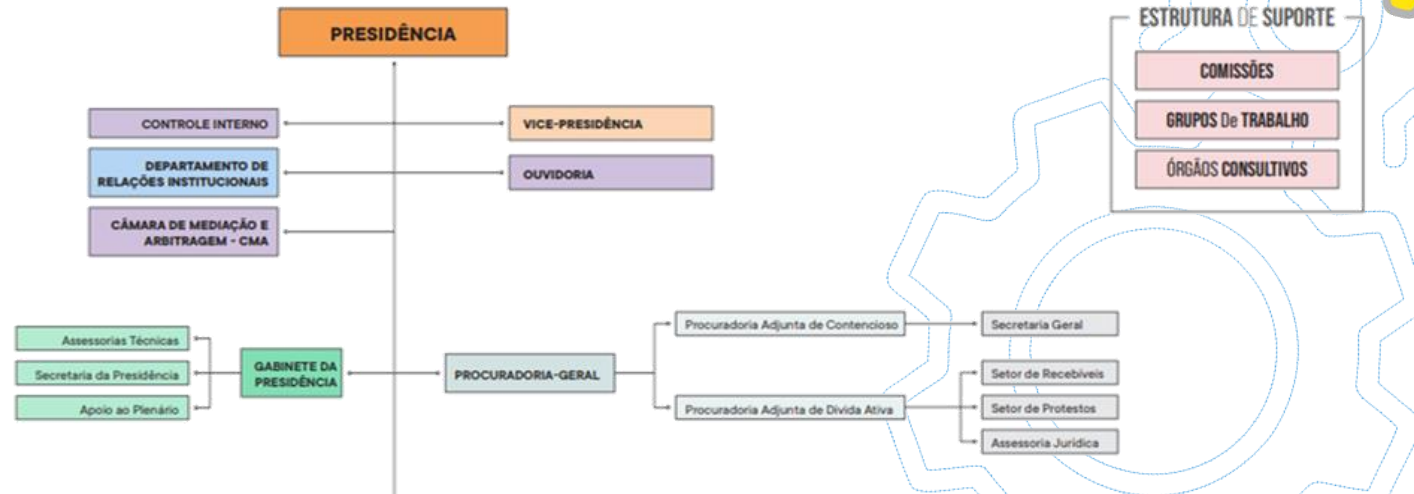 PRESIDÊNCIA
ESTRUTURA DE SUPORTE
COMISSÕES
GRUPOS De TRABALHO
ÓRGÃOS CONSULTIVOS
CONTROLE INTERNO
VICE-PRESIDÊNCIA
DEPARTAMENTO DE
RELAÇÕES INSTITUCIONAIS
OUVIDORIA
CÂMARA DE MEDIAÇÃO E
ARBITRAGEM - CMA
Assessorias Técnicas
Secretaria da Presidência
Apoio ao Plenário
GABINETE DA
PRESIDÊNCIA
PROCURADORIA-GERAL
Procuradoria Adjunta de Contencioso
Secretaria Geral
Procuradoria Adjunta de Dívida Ativa
Setor de Recebíveis
Setor de Protestos
Assessoria Jurídica